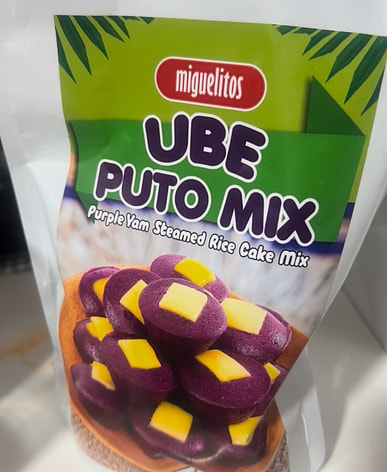 miguelitos
UBE
PUTO MIX
Purple Yam Steamed Rice Cake Mix